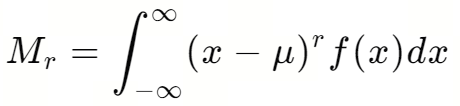 $M_r = \int_{-\infty}^{\infty} (x - \mu)^r f(x)dx$